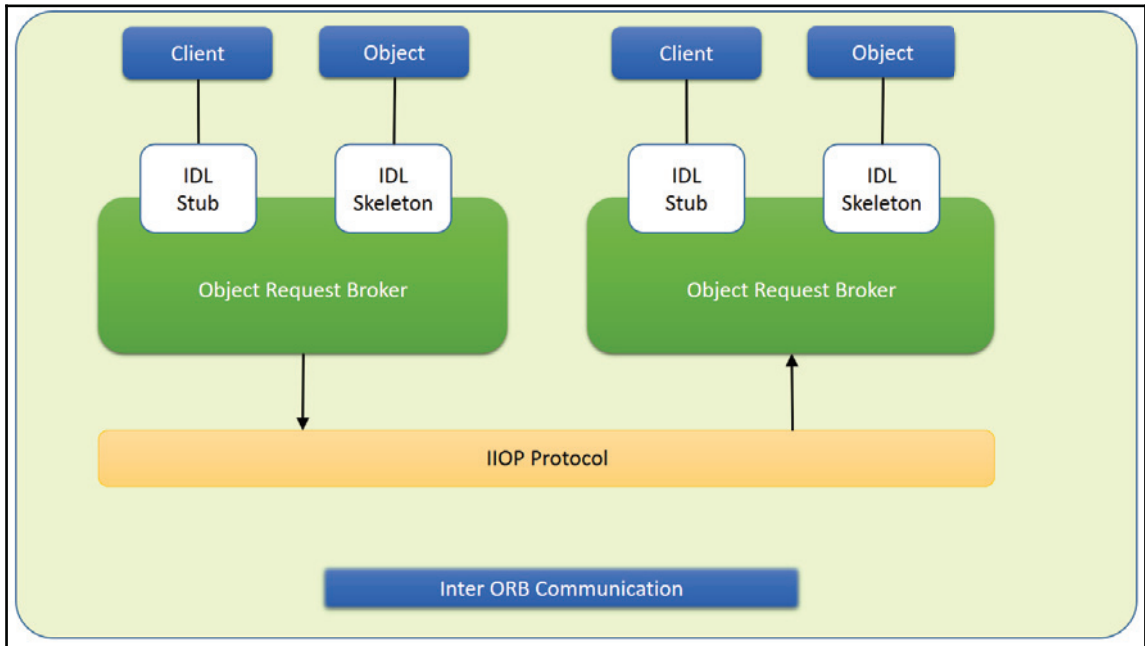 Client
Object
Client
Object
IDL
Stub
IDL
Skeleton
IDL
Stub
IDL
Skeleton
Object Request Broker
Object Request Broker
IIOP Protocol
Inter ORB Communication